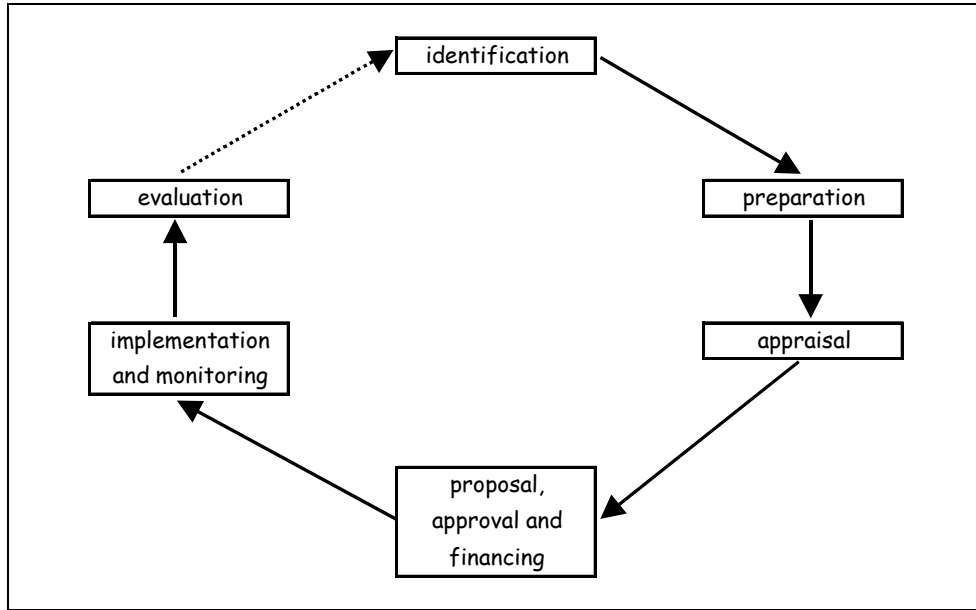 identification
preparation
appraisal
proposal,
approval and
financing
implementation
and monitoring
evaluation